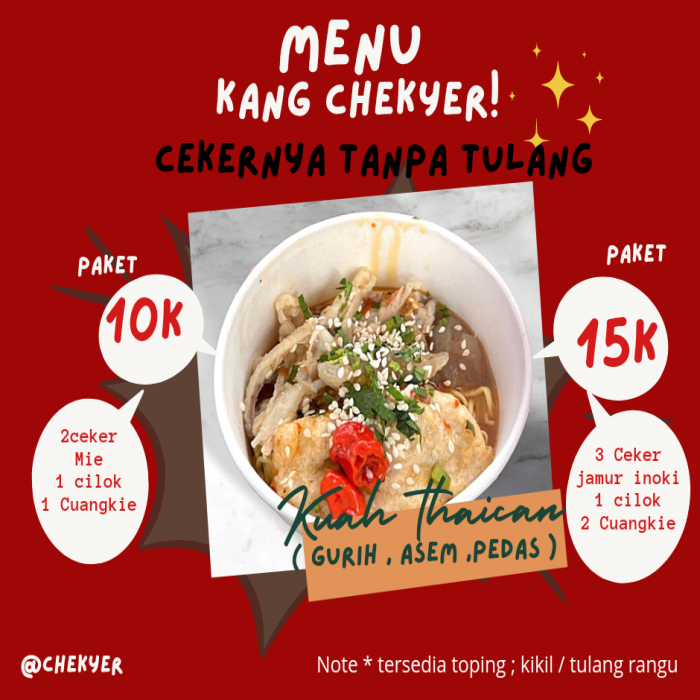 MENU
KANG CHEKYER!
CEKERNYA TANPA TULANG
PAKET
10K
2ceker
Mie
1 cilok
1 Cuangkie
PAKET
15K
3 Ceker
jamur inoki
1 cilok
2 Cuangkie
Kuah thaican
( GURIH , ASEM ,PEDAS )
@CHEKYER
Note * tersedia toping ; kikil / tulang rangu